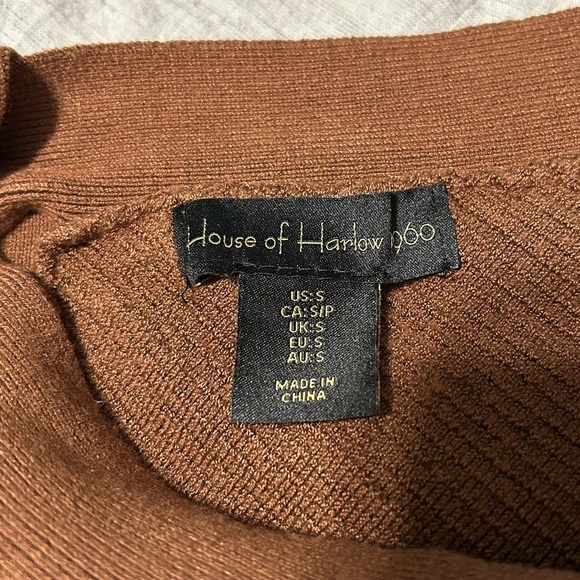 House of Harlow 1960
US: S
CA: S/P
UK: S
EU: S
AU: S
MADE IN
CHINA